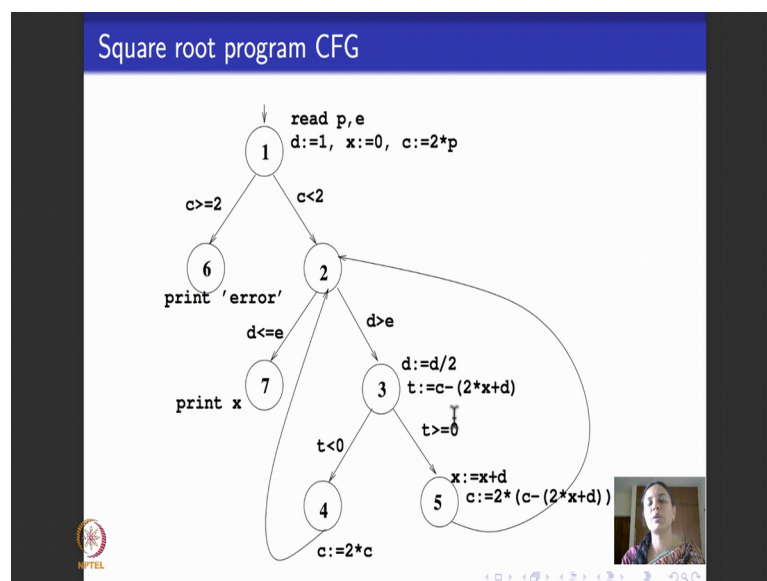 Square root program CFG
read p,e
d:=1, x:=0, c:=2*p
1
c>=2
c<2
6
2
print 'error'
d<=e
d>e
d:=d/2
7
3
t:=c-(2*x+d)
print x
t>=0
t<0
x:=x+d
4
5
c:=2*(c-(2*x+d))
c:=2*c
NPTEL